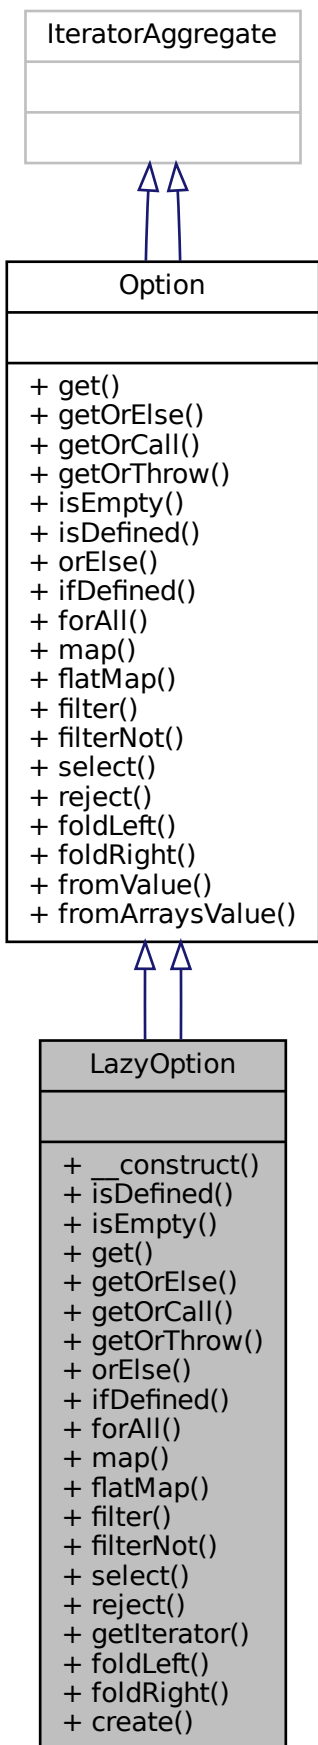 IteratorAggregate
Option
+ get()
+ getOrElse()
+ getOrCall()
+ getOrThrow()
+ isEmpty()
+ isDefined()
+ orElse()
+ ifDefined()
+ forAll()
+ map()
+ flatMap()
+ filter()
+ filterNot()
+ select()
+ reject()
+ foldLeft()
+ foldRight()
+ fromValue()
+ fromArraysValue()
LazyOption
+ __construct()
+ isDefined()
+ isEmpty()
+ get()
+ getOrElse()
+ getOrCall()
+ getOrThrow()
+ orElse()
+ ifDefined()
+ forAll()
+ map()
+ flatMap()
+ filter()
+ filterNot()
+ select()
+ reject()
+ getIterator()
+ foldLeft()
+ foldRight()
+ create()